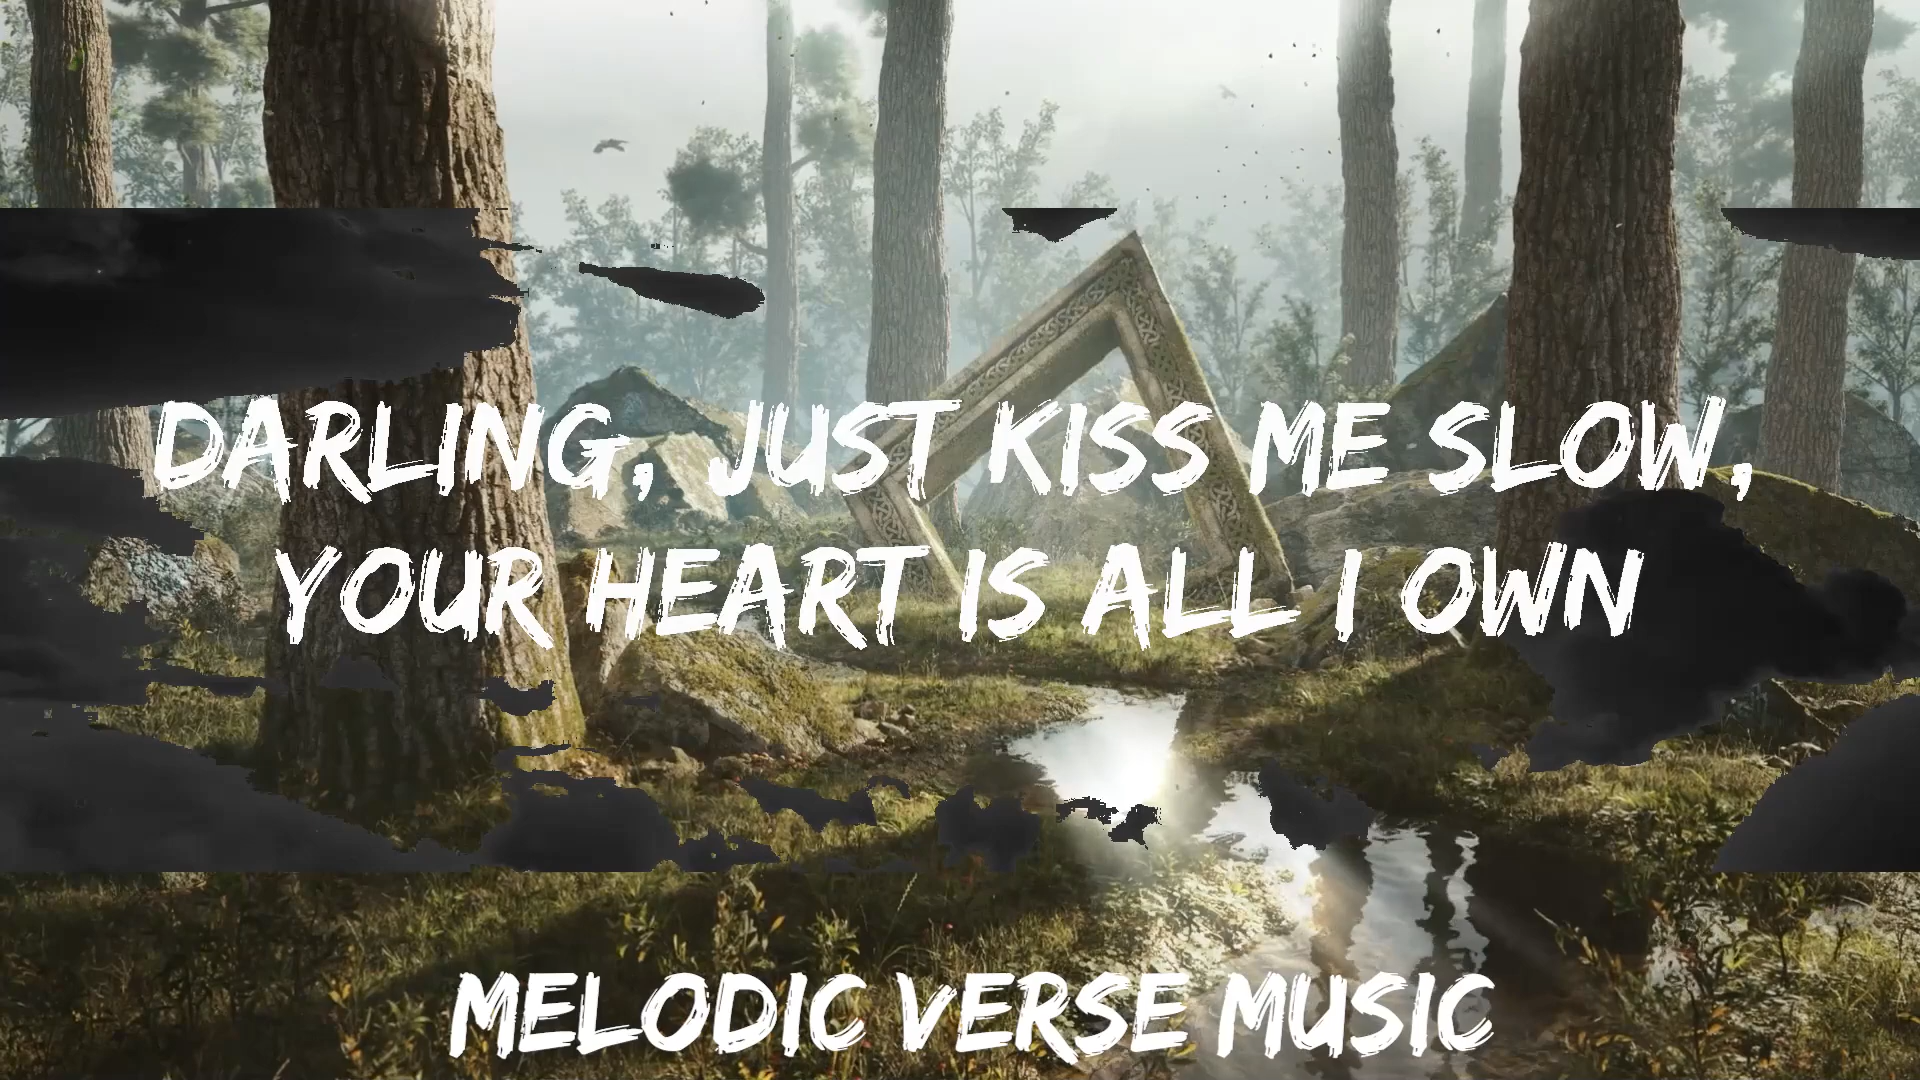 DARLING, JUST KISS ME SLOW,
YOUR HEART IS ALL I OWN
MELODIC VERSE MUSIC